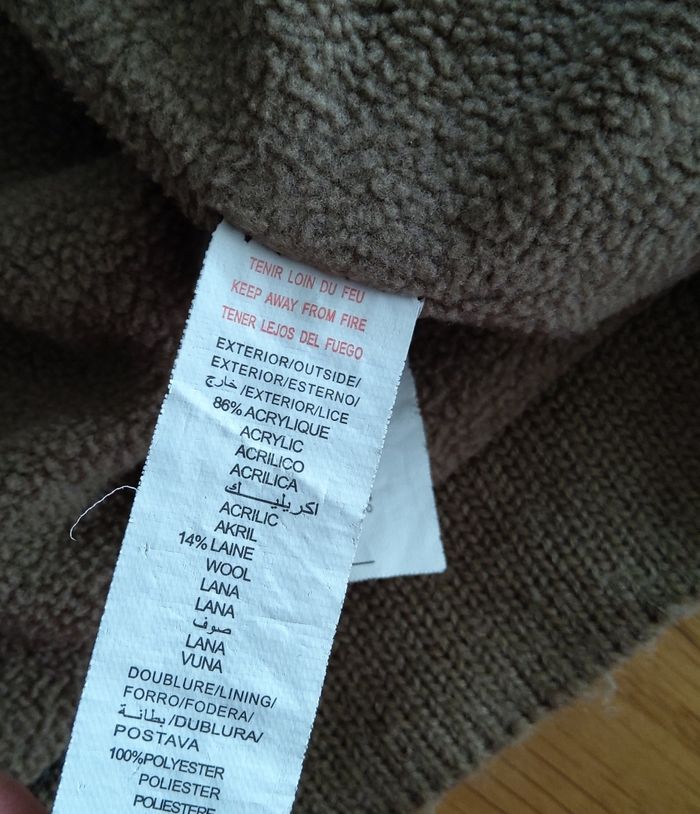 TENIR LOIN DU FEU
KEEP AWAY FROM FIRE
TENER LEJOS DEL FUEGO
EXTERIOR/OUTSIDE/
EXTERIOR/ESTERNO/
خارج/EXTERIOR/LICE
86% ACRYLIQUE
ACRYLIC
ACRILICO
ACRILICA
اكريليك
ACRILIC
AKRIL
14% LAINE
WOOL
LANA
LANA
صوف
LANA
VUNA
DOUBLURE/LINING/
FORRO/FODERA/
بطانة/DUBLURA/
POSTAVA
100%POLYESTER
POLIESTER
POLIESTERE